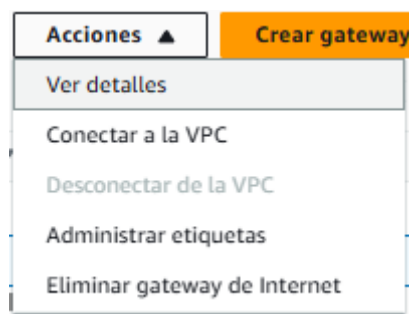 Acciones ▲ Crear gateway
Ver detalles
Conectar a la VPC
Desconectar de la VPC
Administrar etiquetas
Eliminar gateway de Internet